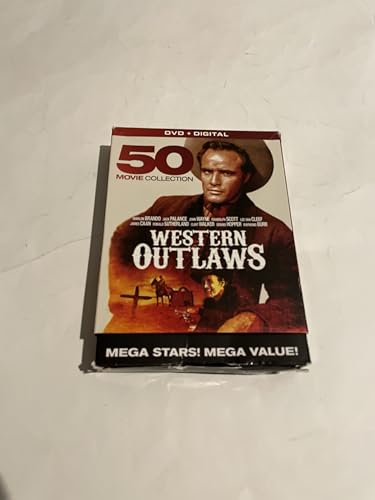 DVD + DIGITAL
50
MOVIE COLLECTION
MARLON BRANDO JACK PALANCE JOHN WAYNE RANDOLPH SCOTT LEE VAN CLEEF
JAMES CAAN DONALD SUTHERLAND CLINT WALKER DENNIS HOPPER RAYMOND BURR
WESTERN
OUTLAWS
MEGA STARS! MEGA VALUE!